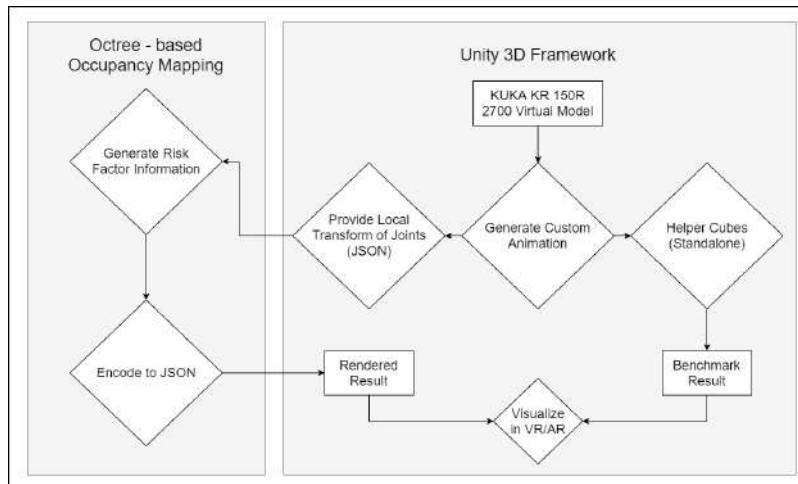 Octree - based
Occupancy Mapping
Unity 3D Framework
KUKA KR 150R
2700 Virtual Model
Generate Risk
Factor Information
Provide Local
Transform of Joints
(JSON)
Generate Custom
Animation
Helper Cubes
(Standalone)
Encode to JSON
Rendered
Result
Benchmark
Result
Visualize
in VR/AR